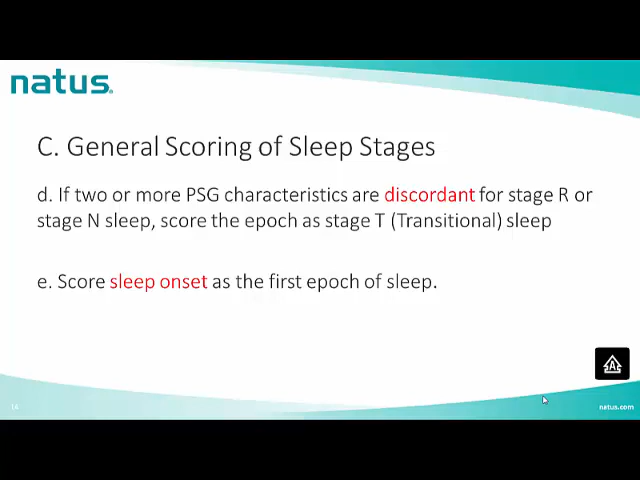 natus.
C. General Scoring of Sleep Stages
d. If two or more PSG characteristics are discordant for stage R or
stage N sleep, score the epoch as stage T (Transitional) sleep
e. Score sleep onset as the first epoch of sleep.
A
14
natus.com